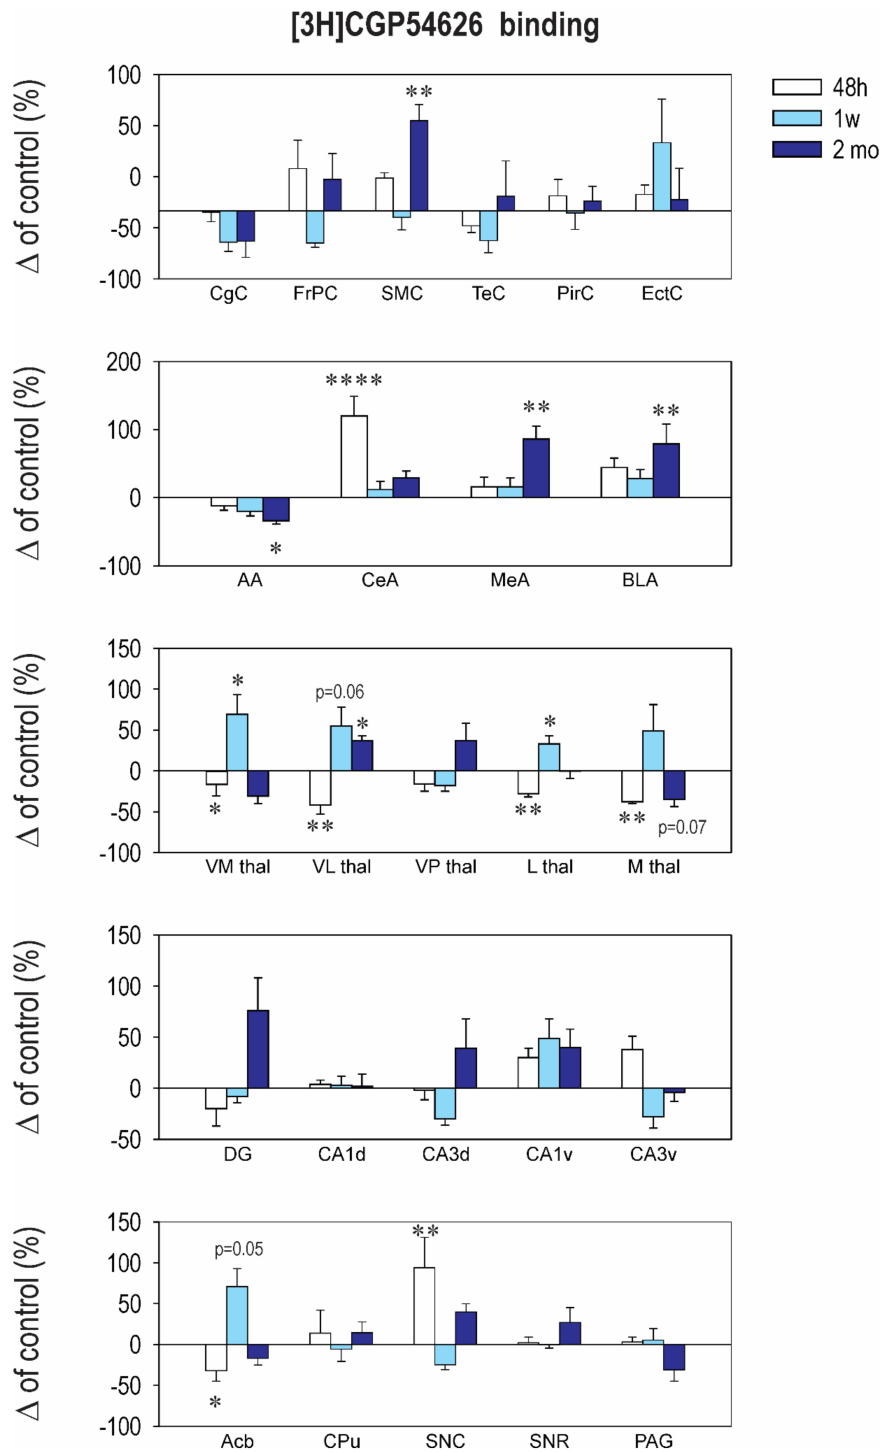 [3H]CGP54626 binding
48h
1w
2 mo
Δ of control (%)
100
50
0
-50
-100
**
CgC FrPC SMC TeC PirC EctC
Δ of control (%)
200
100
0
-100
****
**
**
*
AA CeA MeA BLA
Δ of control (%)
150
100
50
0
-50
-100
*
p=0.06
*
*
*
**
**
**
p=0.07
VM thal VL thal VP thal L thal M thal
Δ of control (%)
150
100
50
0
-50
DG CA1d CA3d CA1v CA3v
Δ of control (%)
150
100
50
0
-50
-100
p=0.05
**
*
Acb CPu SNC SNR PAG